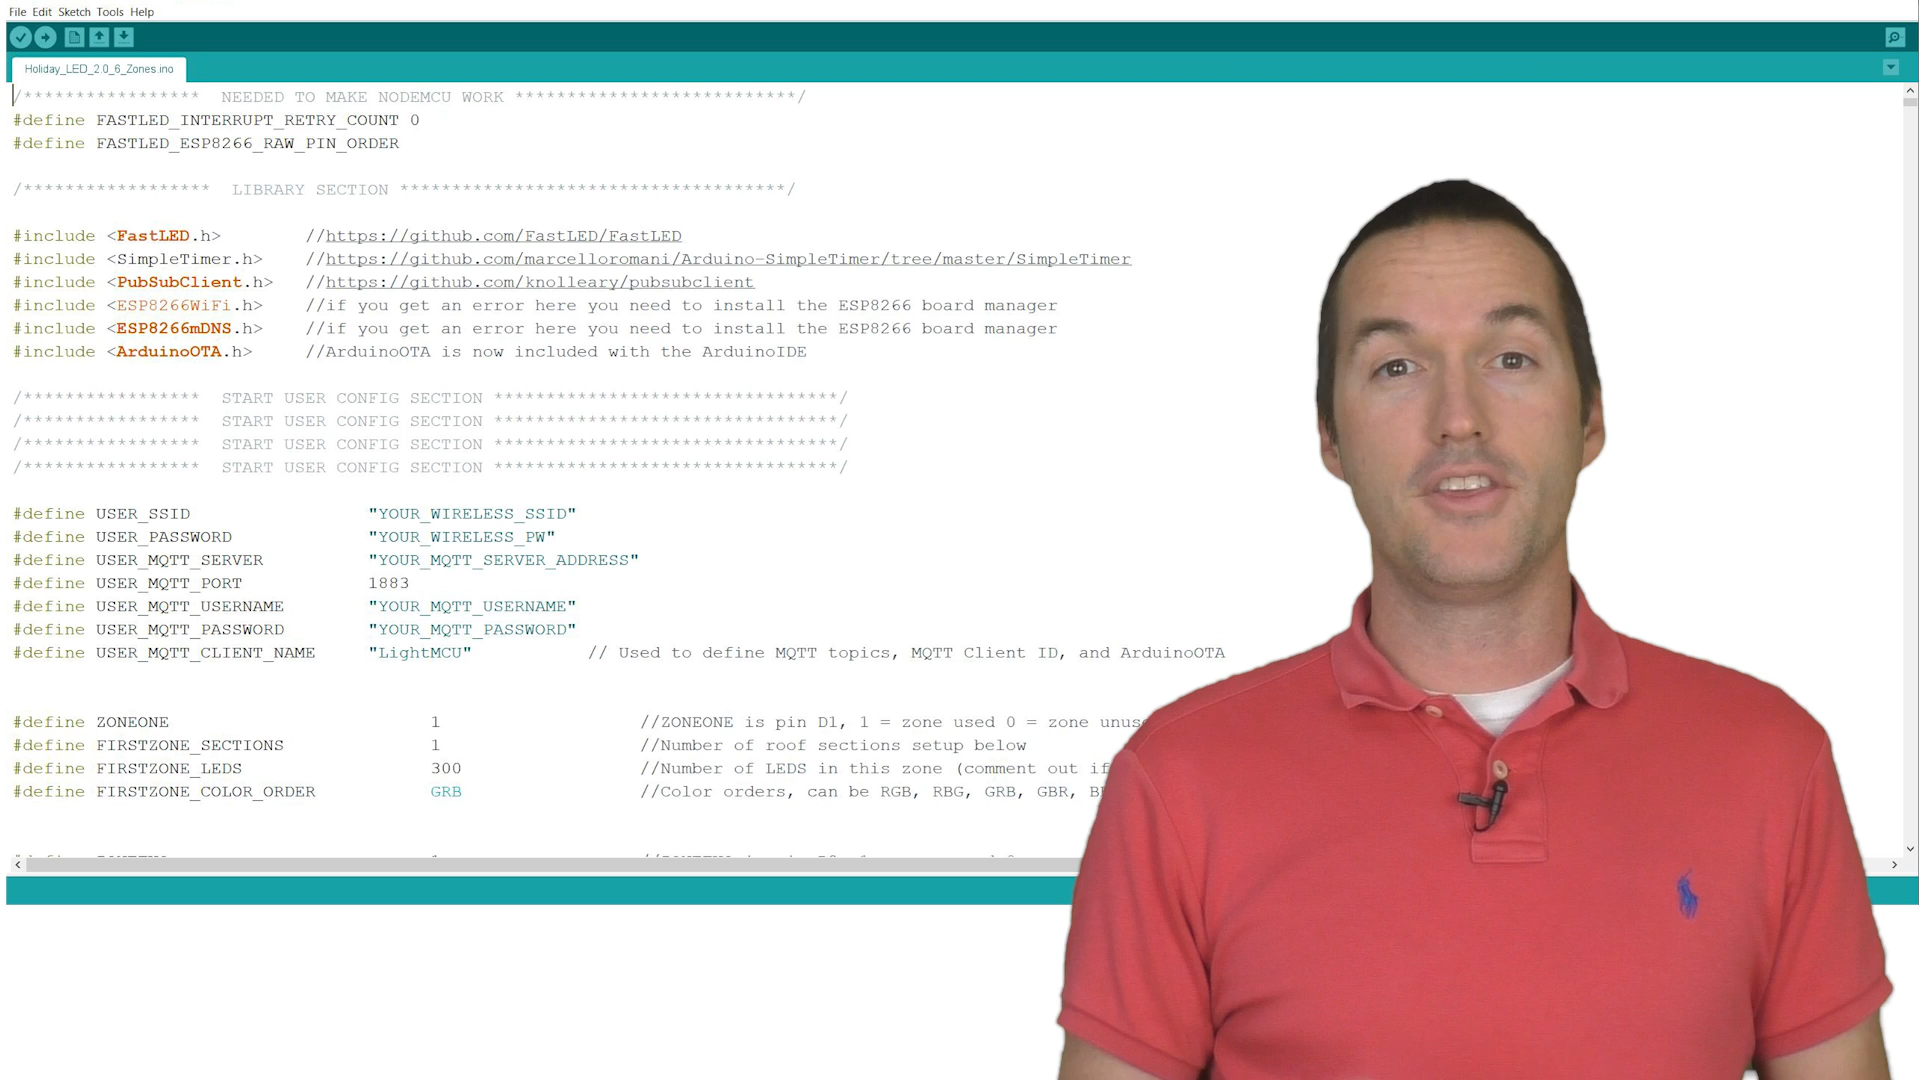 File Edit Sketch Tools Help
Holiday_LED_2.0_6_Zones.ino
/***************** NEEDED TO MAKE NODEMCU WORK ***************************/
#define FASTLED_INTERRUPT_RETRY_COUNT 0
#define FASTLED_ESP8266_RAW_PIN_ORDER
/****************** LIBRARY SECTION *************************************/
#include <FastLED.h> //https://github.com/FastLED/FastLED
#include <SimpleTimer.h> //https://github.com/marcelloromani/Arduino-SimpleTimer/tree/master/SimpleTimer
#include <PubSubClient.h> //https://github.com/knolleary/pubsubclient
#include <ESP8266WiFi.h> //if you get an error here you need to install the ESP8266 board manager
#include <ESP8266mDNS.h> //if you get an error here you need to install the ESP8266 board manager
#include <ArduinoOTA.h> //ArduinoOTA is now included with the ArduinoIDE
/***************** START USER CONFIG SECTION *********************************/
/***************** START USER CONFIG SECTION *********************************/
/***************** START USER CONFIG SECTION *********************************/
/***************** START USER CONFIG SECTION *********************************/
#define USER_SSID "YOUR_WIRELESS_SSID"
#define USER_PASSWORD "YOUR_WIRELESS_PW"
#define USER_MQTT_SERVER "YOUR_MQTT_SERVER_ADDRESS"
#define USER_MQTT_PORT 1883
#define USER_MQTT_USERNAME "YOUR_MQTT_USERNAME"
#define USER_MQTT_PASSWORD "YOUR_MQTT_PASSWORD"
#define USER_MQTT_CLIENT_NAME "LightMCU" // Used to define MQTT topics, MQTT Client ID, and ArduinoOTA
#define ZONEONE 1 //ZONEONE is pin D1, 1 = zone used 0 = zone unus
#define FIRSTZONE_SECTIONS 1 //Number of roof sections setup below
#define FIRSTZONE_LEDS 300 //Number of LEDS in this zone (comment out if
#define FIRSTZONE_COLOR_ORDER GRB //Color orders, can be RGB, RBG, GRB, GBR,